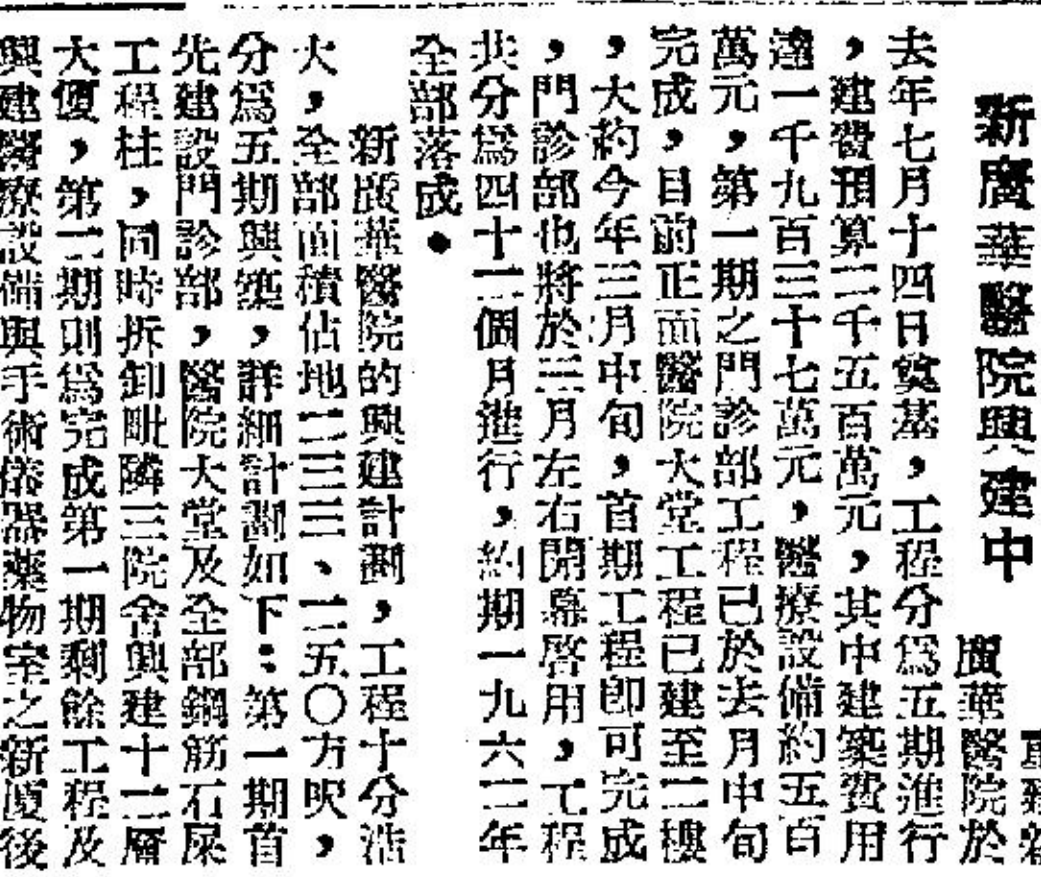 新廣華醫院興建中
廣華醫院於
去年七月十四日奠基,工程分爲五期進行
,建費預算二千五百萬元,其中建築費用
達一千九百三十七萬元,醫療設備約五百
萬元,第一期之門診部工程已於去月中旬
完成,目前正面醫院大堂工程已建至二樓
,大約今年三月中旬,首期工程卽可完成
,門診部也將於三月左右開幕啓用,工程
共分爲四十二個月進行,約期一九六二年
全部落成●
新廣華醫院的興建計劃,工程十分浩
大,全部面積佔地二三三、二五〇方呎,
分爲五期興築,詳細計劃如下:第一期首
先建設門診部,醫院大堂及全部鋼筋石屎
工程柱,同時拆卸毗隣三院舍興建十二層
大廈,第二期則爲完成第一期剩餘工程及
興建醫療設備與手術儀器藥物室之新廈後